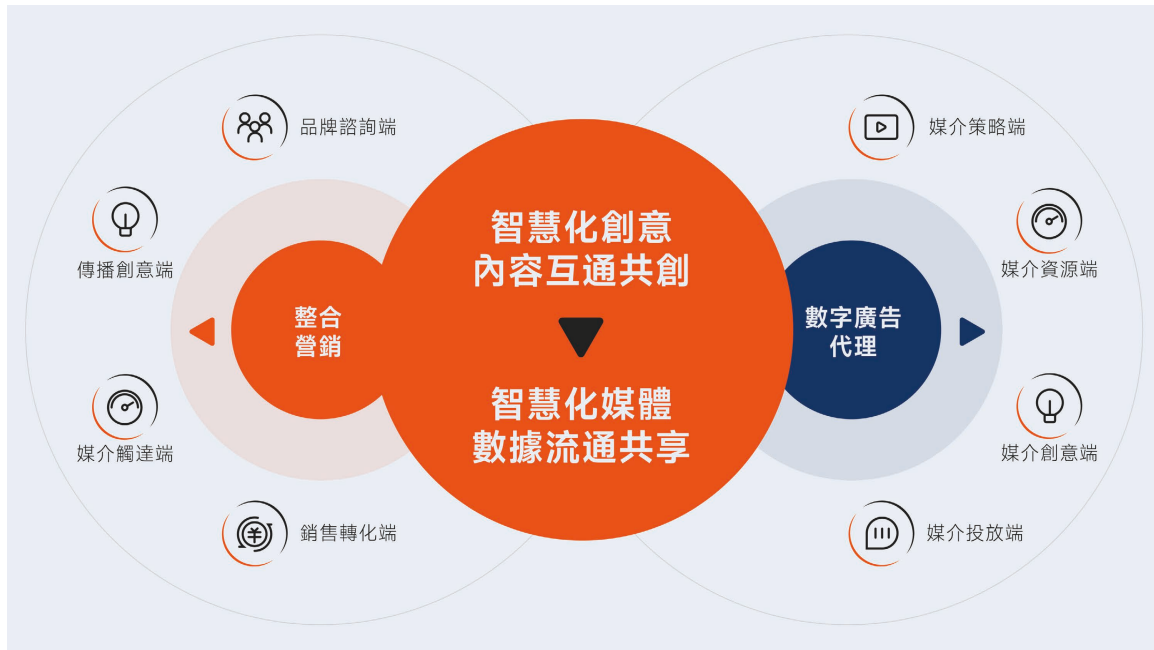 品牌諮詢端
傳播創意端
媒介觸達端
銷售轉化端
整合
營銷
智慧化創意
內容互通共創
智慧化媒體
數據流通共享
數字廣告
代理
媒介策略端
媒介資源端
媒介創意端
媒介投放端